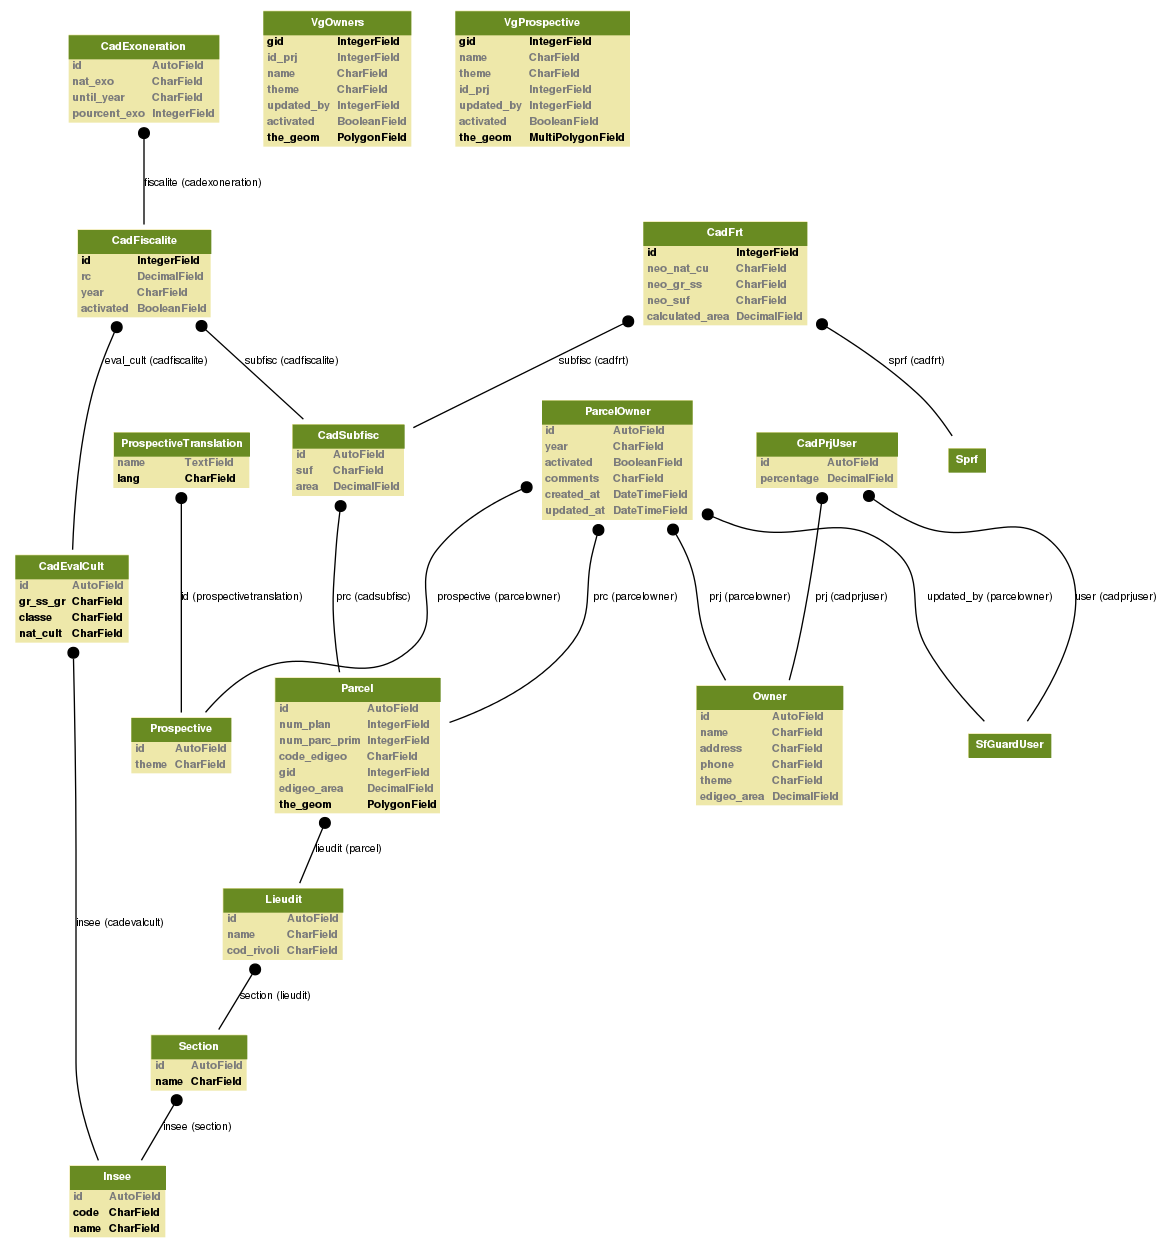 VgOwners
gid IntegerField
id_prj IntegerField
name CharField
theme CharField
updated_by IntegerField
activated BooleanField
the_geom PolygonField
VgProspective
gid IntegerField
name CharField
theme CharField
id_prj IntegerField
updated_by IntegerField
activated BooleanField
the_geom MultiPolygonField
CadExoneration
id AutoField
nat_exo CharField
until_year CharField
pourcent_exo IntegerField
fiscalite (cadexoneration)
CadFiscalite
id IntegerField
rc DecimalField
year CharField
activated BooleanField
CadFrt
id IntegerField
neo_nat_cu CharField
neo_gr_ss CharField
neo_suf CharField
calculated_area DecimalField
eval_cult (cadfiscalite)
subfisc (cadfiscalite)
subfisc (cadfrt)
sprf (cadfrt)
ProspectiveTranslation
name TextField
lang CharField
CadSubfisc
id AutoField
suf CharField
area DecimalField
ParcelOwner
id AutoField
year CharField
activated BooleanField
comments CharField
created_at DateTimeField
updated_at DateTimeField
CadPrjUser
id AutoField
percentage DecimalField
Sprf
CadEvalCult
id AutoField
gr_ss_gr CharField
classe CharField
nat_cult CharField
id (prospectivetranslation)
prc (cadsubfisc)
prospective (parcelowner)
prc (parcelowner)
prj (parcelowner)
prj (cadprjuser)
updated_by (parcelowner)
user (cadprjuser)
Prospective
id AutoField
theme CharField
Parcel
id AutoField
num_plan IntegerField
num_parc_prim IntegerField
code_edigeo CharField
gid IntegerField
edigeo_area DecimalField
the_geom PolygonField
Owner
id AutoField
name CharField
address CharField
phone CharField
theme CharField
edigeo_area DecimalField
SfGuardUser
lieudit (parcel)
Lieudit
id AutoField
name CharField
cod_rivoli CharField
insee (cadevalcult)
section (lieudit)
Section
id AutoField
name CharField
insee (section)
Insee
id AutoField
code CharField
name CharField